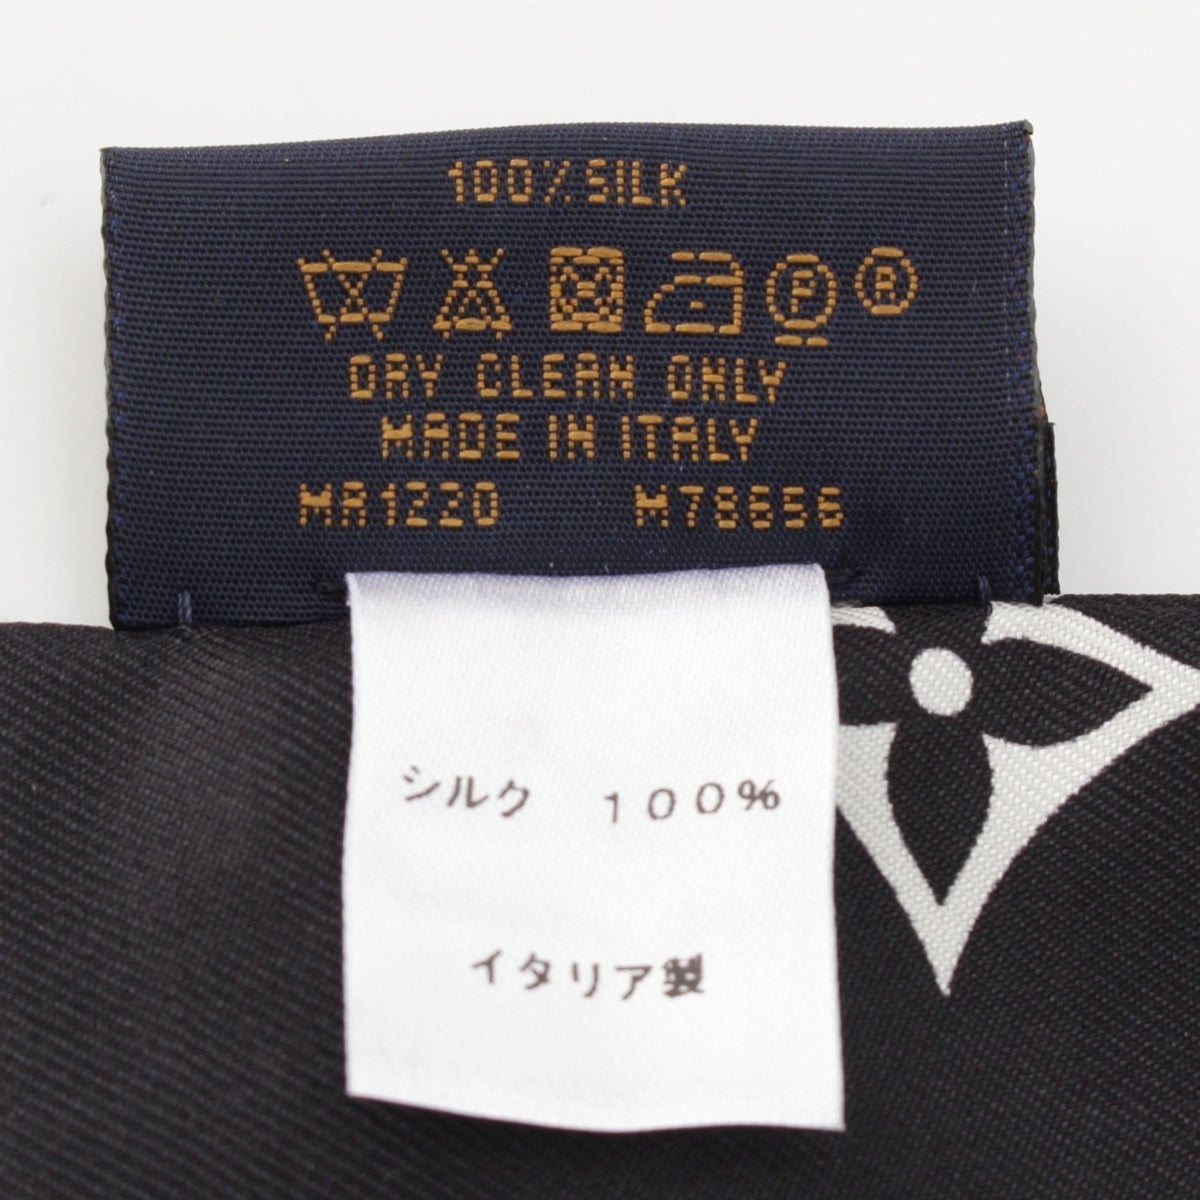 100% SILK
P R
DRY CLEAN ONLY
MADE IN ITALY
MR1220 M78656
シルク 100%
イタリア製